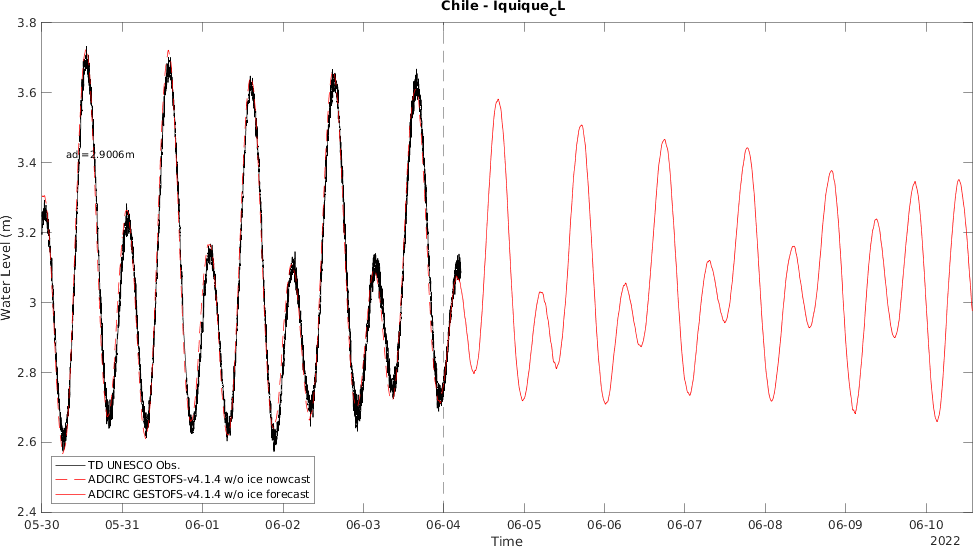 Chile - Iquique_CL
3.8
3.6
3.4
3.2
3
2.8
2.6
2.4
Water Level (m)
ad =2.9006m
TD UNESCO Obs.
ADCIRC GESTOFS-v4.1.4 w/o ice nowcast
ADCIRC GESTOFS-v4.1.4 w/o ice forecast
05-30 05-31 06-01 06-02 06-03 06-04 06-05 06-06 06-07 06-08 06-09 06-10
Time
2022